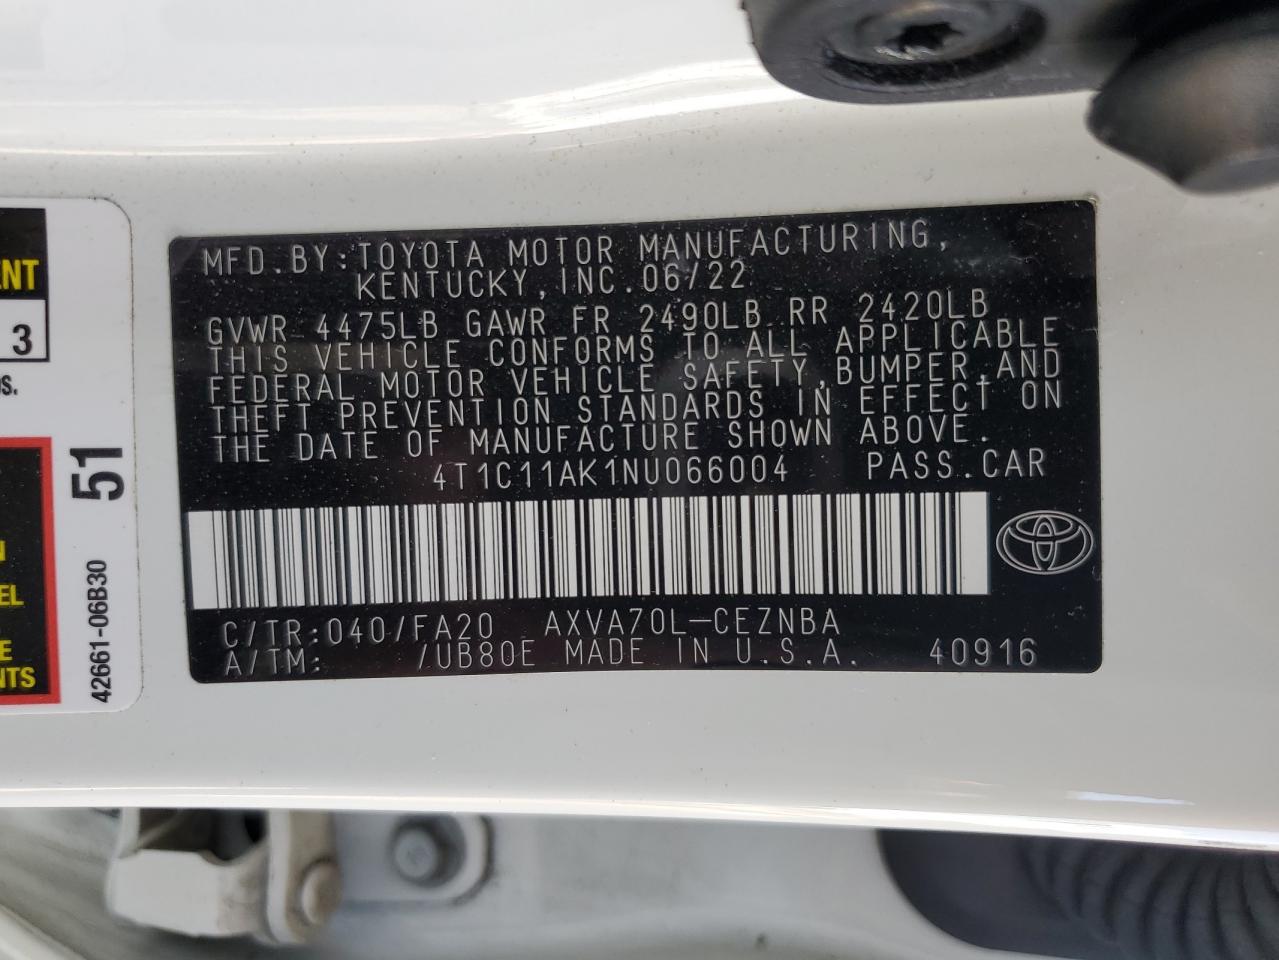 MFD.BY:TOYOTA MOTOR MANUFACTURING,
KENTUCKY,INC.06/22
GVWR 4475LB GAWR FR 2490LB RR 2420LB
THIS VEHICLE CONFORMS TO ALL APPLICABLE
FEDERAL MOTOR VEHICLE SAFETY,BUMPER,AND
THEFT PREVENTION STANDARDS IN EFFECT ON
THE DATE OF MANUFACTURE SHOWN ABOVE.
4T1C11AK1NU066004 PASS.CAR
C/TR:040/FA20 AXVA70L-CEZNBA
A/TM: /UB80E MADE IN U.S.A. 40916
3
51
42661-06B30